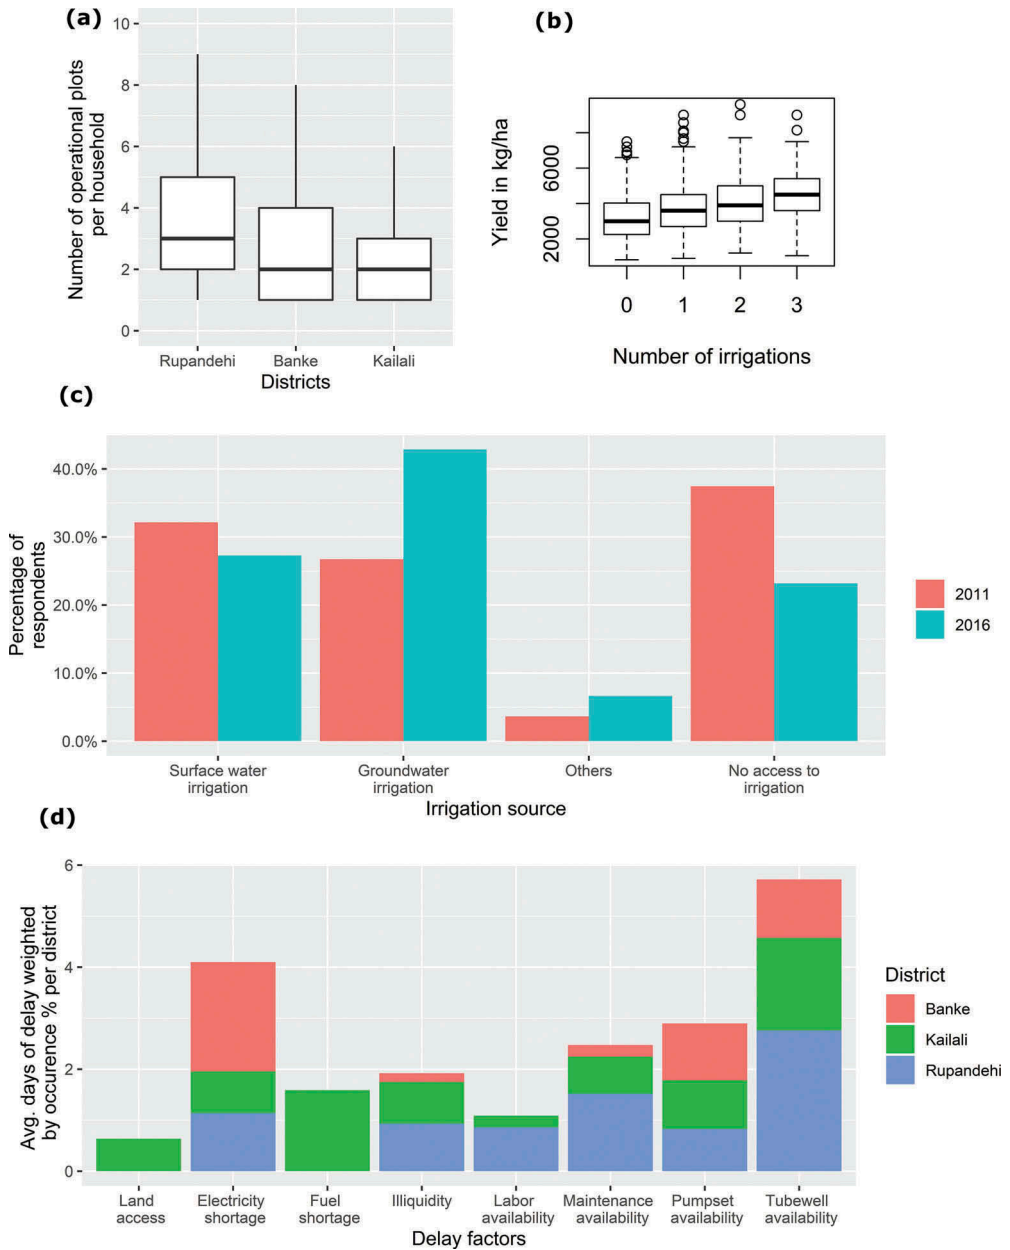 (a)
10
8
6
4
2
0
Number of operational plots
per household
Rupandehi
Banke
Kailali
Districts
(b)
Yield in kg/ha
6000
2000
0
1
2
3
Number of irrigations
(c)
40.0%
30.0%
20.0%
10.0%
0.0%
Percentage of
respondents
Surface water
irrigation
Groundwater
irrigation
Others
No access to
irrigation
Irrigation source
2011
2016
(d)
6
4
2
0
Avg. days of delay weighted
by occurence % per district
Land
access
Electricity
shortage
Fuel
shortage
Illiquidity
Labor
availability
Maintenance
availability
Pumpset
availability
Tubewell
availability
Delay factors
District
Banke
Kailali
Rupandehi